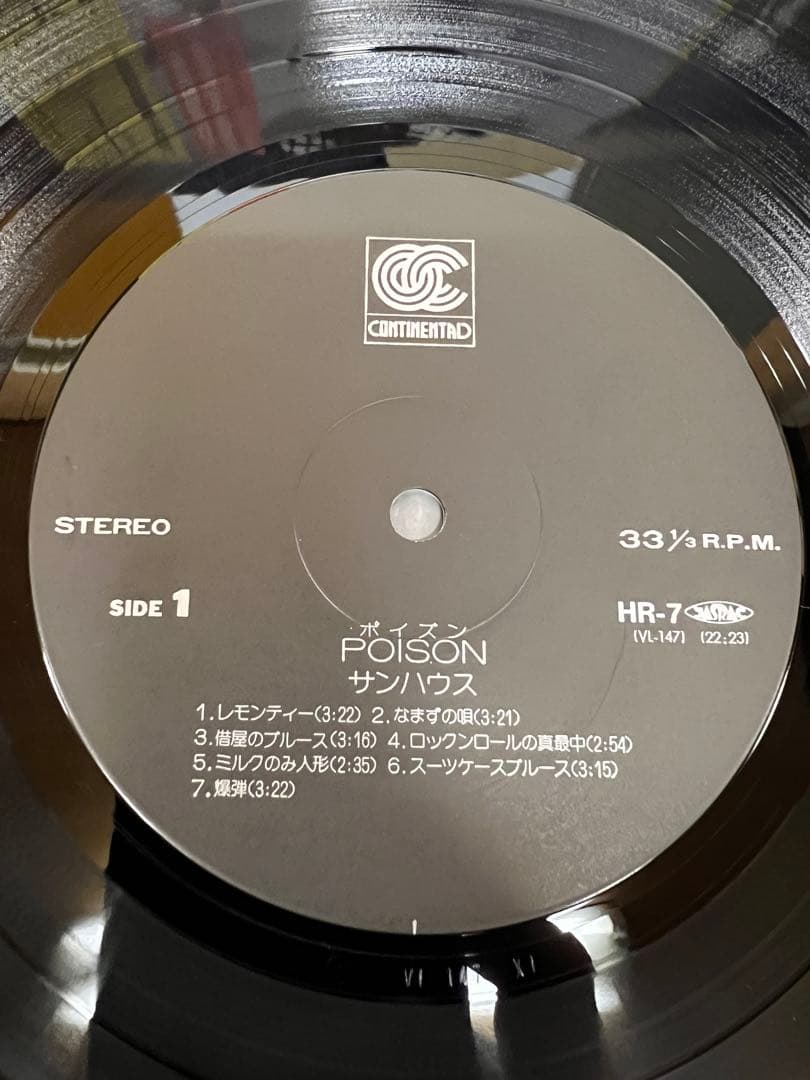 CONTINENTAL
STEREO
33 1/3 R.P.M.
SIDE 1
HR-7 JASRAC
(VL-147) (22:23)
ポイズン
POISON
サンハウス
1.レモンティー(3:22) 2.なまずの唄(3:21)
3.借屋のブルース(3:16) 4.ロックンロールの真最中(2:54)
5.ミルクのみ人形(2:35) 6.スーツケースブルース(3:15)
7.爆弾(3:22)